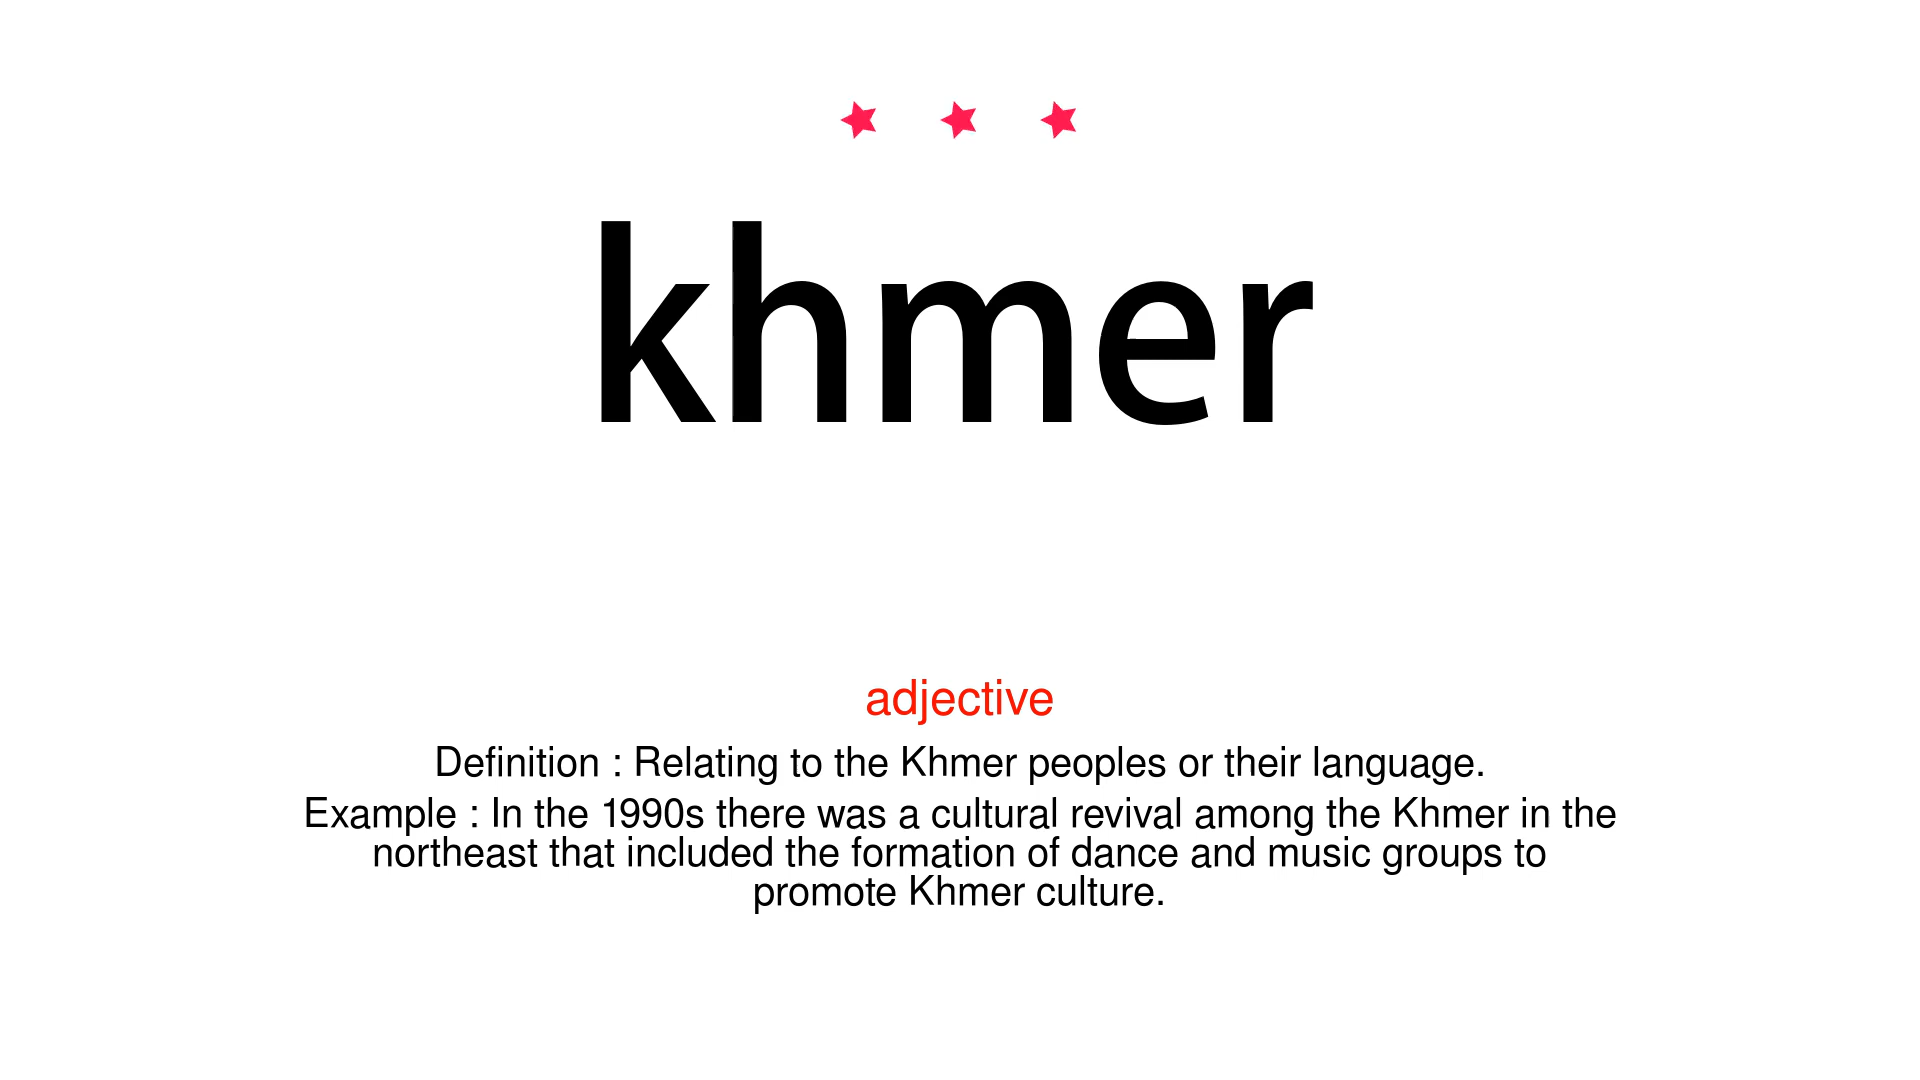 khmer
adjective
Definition : Relating to the Khmer peoples or their language.
Example : In the 1990s there was a cultural revival among the Khmer in the
northeast that included the formation of dance and music groups to
promote Khmer culture.